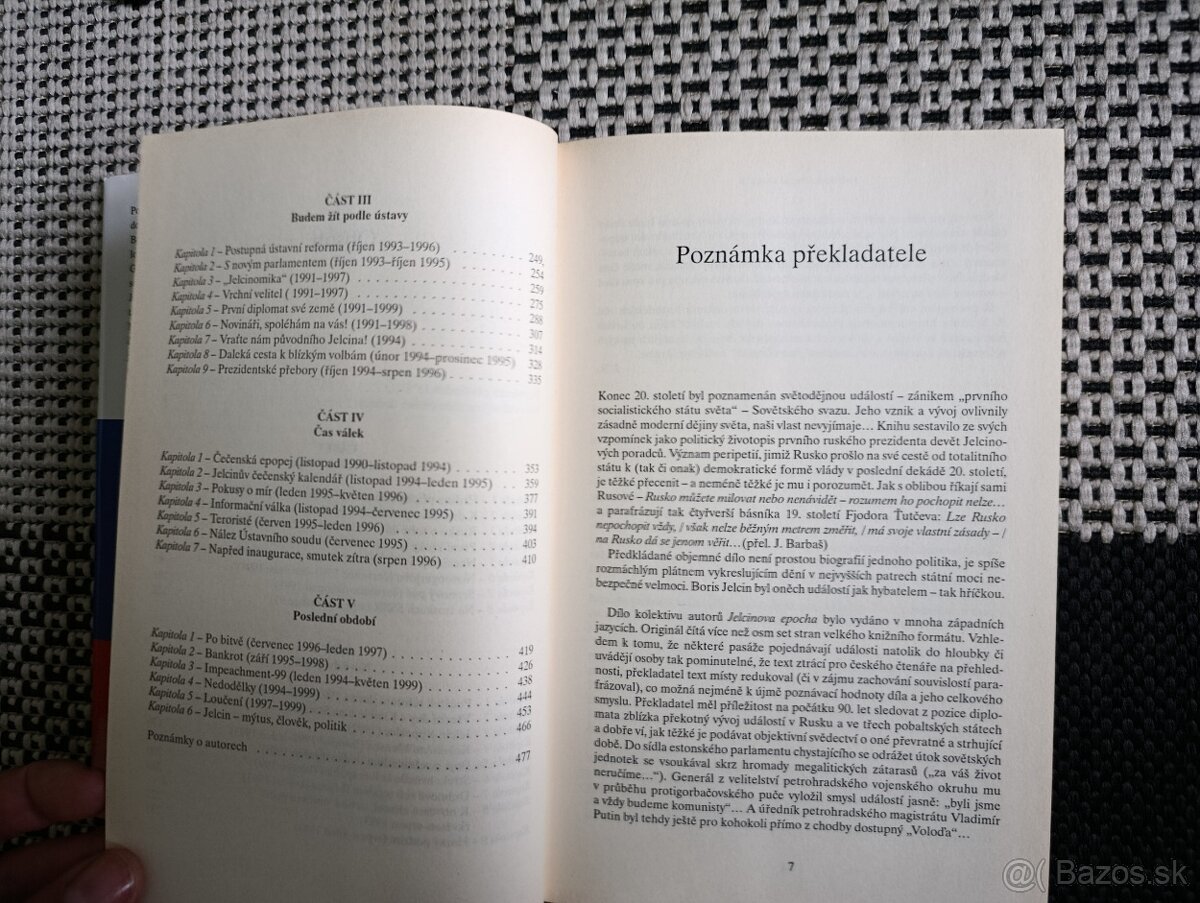 ČÁST III
Budem žít podle ústavy
Kapitola 1 – Postupná ústavní reforma (říjen 1993–1996) . . . . . . . . . . . . 249
Kapitola 2 – S novým parlamentem (říjen 1993–říjen 1995) . . . . . . . . . . 254
Kapitola 3 – „Jelcinomika“ (1991–1997) . . . . . . . . . . . . . . . . . . . . 259
Kapitola 4 – Vrchní velitel ( 1991–1997) . . . . . . . . . . . . . . . . . . . . 275
Kapitola 5 – První diplomat své země (1991–1999) . . . . . . . . . . . . . . . 288
Kapitola 6 – Novináři, spoléhám na vás! (1991–1998) . . . . . . . . . . . . . 307
Kapitola 7 – Vraťte nám původního Jelcina! (1994) . . . . . . . . . . . . . . 314
Kapitola 8 – Daleká cesta k blízkým volbám (únor 1994–prosinec 1995) 328
Kapitola 9 – Prezidentské přebory (říjen 1994–srpen 1996) . . . . . . . . . . 335
ČÁST IV
Čas válek
Kapitola 1 – Čečenská epopej (listopad 1990–listopad 1994) . . . . . . . . . 353
Kapitola 2 – Jelcinův čečenský kalendář (listopad 1994–leden 1995) . . . . 359
Kapitola 3 – Pokusy o mír (leden 1995–květen 1996) . . . . . . . . . . . . . 377
Kapitola 4 – Informační válka (listopad 1994–červenec 1995) . . . . . . . . 391
Kapitola 5 – Teroristé (červen 1995–leden 1996) . . . . . . . . . . . . . . . 394
Kapitola 6 – Nález Ústavního soudu (červenec 1995) . . . . . . . . . . . . . 403
Kapitola 7 – Napřed inaugurace, smutek zítra (srpen 1996) . . . . . . . . . . 410
ČÁST V
Poslední období
Kapitola 1 – Po bitvě (červenec 1996–leden 1997) . . . . . . . . . . . . . . 419
Kapitola 2 – Bankrot (září 1995–1998) . . . . . . . . . . . . . . . . . . . . 426
Kapitola 3 – Impeachment-99 (leden 1994–květen 1999) . . . . . . . . . . . 438
Kapitola 4 – Nedodělky (1994–1999) . . . . . . . . . . . . . . . . . . . . . 444
Kapitola 5 – Loučení (1997–1999) . . . . . . . . . . . . . . . . . . . . . . 453
Kapitola 6 – Jelcin – mýtus, člověk, politik . . . . . . . . . . . . . . . . . 466
Poznámky o autorech . . . . . . . . . . . . . . . . . . . . . . . . . . . . 477
Poznámka překladatele
Konec 20. století byl poznamenán světodějnou událostí – zánikem „prvního
socialistického státu světa“ – Sovětského svazu. Jeho vznik a vývoj ovlivnily
zásadně moderní dějiny světa, naši vlast nevyjímaje… Knihu sestavilo ze svých
vzpomínek jako politický životopis prvního ruského prezidenta devět Jelcino-
vých poradců. Význam peripetií, jimiž Rusko prošlo na své cestě od totalitního
státu k (tak či onak) demokratické formě vlády v poslední dekádě 20. století,
je těžké přecenit – a neméně těžké je mu i porozumět. Jak s oblibou říkají sami
Rusové – Rusko můžete milovat nebo nenávidět – rozumem ho pochopit nelze…
a parafrázují tak čtyřverší básníka 19. století Fjodora Ťutčeva: Lze Rusko
nepochopit vždy, / však nelze běžným metrem změřit, / má svoje vlastní zásady – /
na Rusko dá se jenom věřit…(přel. J. Barbaš)
Předkládané objemné dílo není prostou biografií jednoho politika, je spíše
rozmáchlým plátnem vykreslujícím dění v nejvyšších patrech státní moci ne-
bezpečné velmoci. Boris Jelcin byl oněch událostí jak hybatelem – tak hříčkou.
Dílo kolektivu autorů Jelcinova epocha bylo vydáno v mnoha západních
jazycích. Originál čítá více než osm set stran velkého knižního formátu. Vzhle-
dem k tomu, že některé pasáže pojednávají události natolik do hloubky či
uvádějí osoby tak pominutelné, že text ztrácí pro českého čtenáře na přehled-
nosti, překladatel text místy redukoval (či v zájmu zachování souvislostí para-
frázoval), co možná nejméně k újmě poznávací hodnoty díla a jeho celkového
smyslu. Překladatel měl příležitost na počátku 90. let sledovat z pozice diplo-
mata zblízka překotný vývoj událostí v Rusku a ve třech pobaltských státech
a dobře ví, jak těžké je podávat objektivní svědectví o oné převratné a strhující
době. Do sídla estonského parlamentu chystajícího se odrážet útok sovětských
jednotek se vsoukával skrz hromady megalitických zátarasů („za váš život
neručíme…“). Generál z velitelství petrohradského vojenského okruhu mu
v průběhu protigorbačovského puče vyložil smysl událostí jasně: „byli jsme
a vždy budeme komunisty“… A úředník petrohradského magistrátu Vladimír
Putin byl tehdy ještě pro kohokoli přímo z chodby dostupný „Voloďa“…
7
@( Bazos.sk